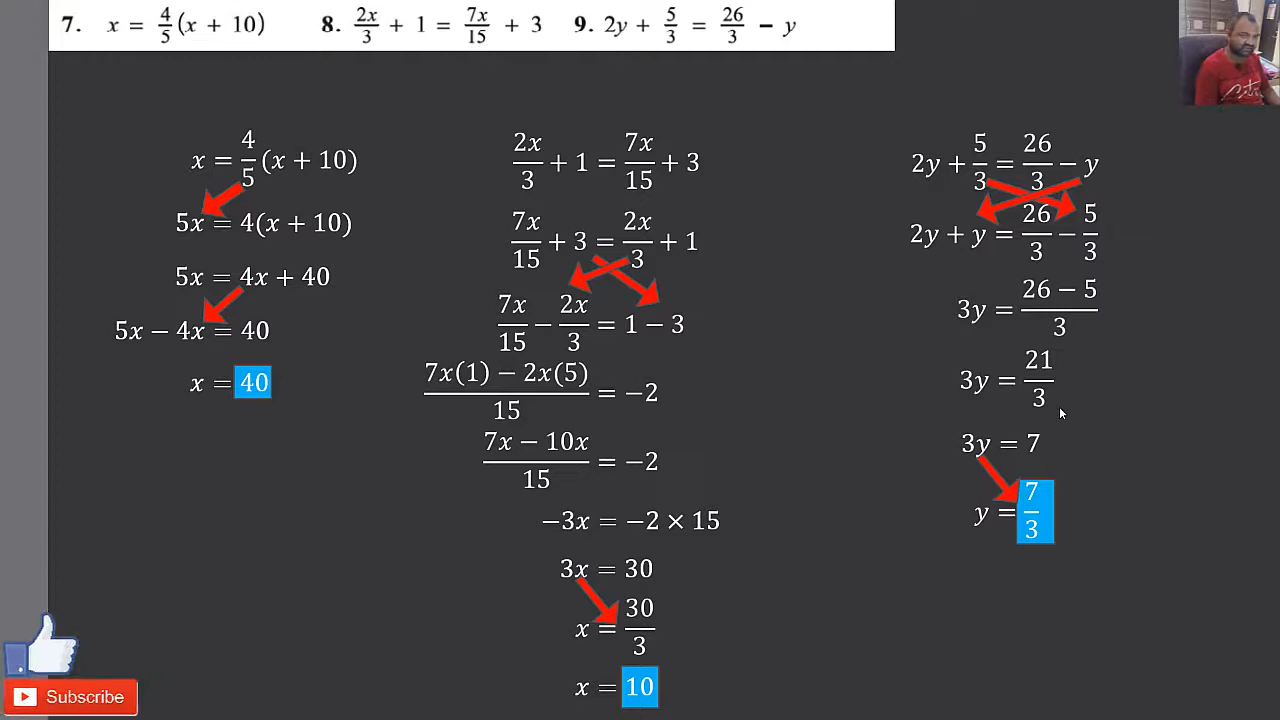 7. x = 4/5(x + 10) 8. 2x/3 + 1 = 7x/15 + 3 9. 2y + 5/3 = 26/3 − y
x = 4/5(x + 10)
5x = 4(x + 10)
5x = 4x + 40
5x − 4x = 40
x = 40
2x/3 + 1 = 7x/15 + 3
7x/15 + 3 = 2x/3 + 1
7x/15 − 2x/3 = 1 − 3
7x(1) − 2x(5)/15 = −2
7x − 10x/15 = −2
−3x = −2 × 15
3x = 30
x = 30/3
x = 10
2y + 5/3 = 26/3 − y
2y + y = 26/3 − 5/3
3y = 26 − 5/3
3y = 21/3
3y = 7
y = 7/3
Subscribe